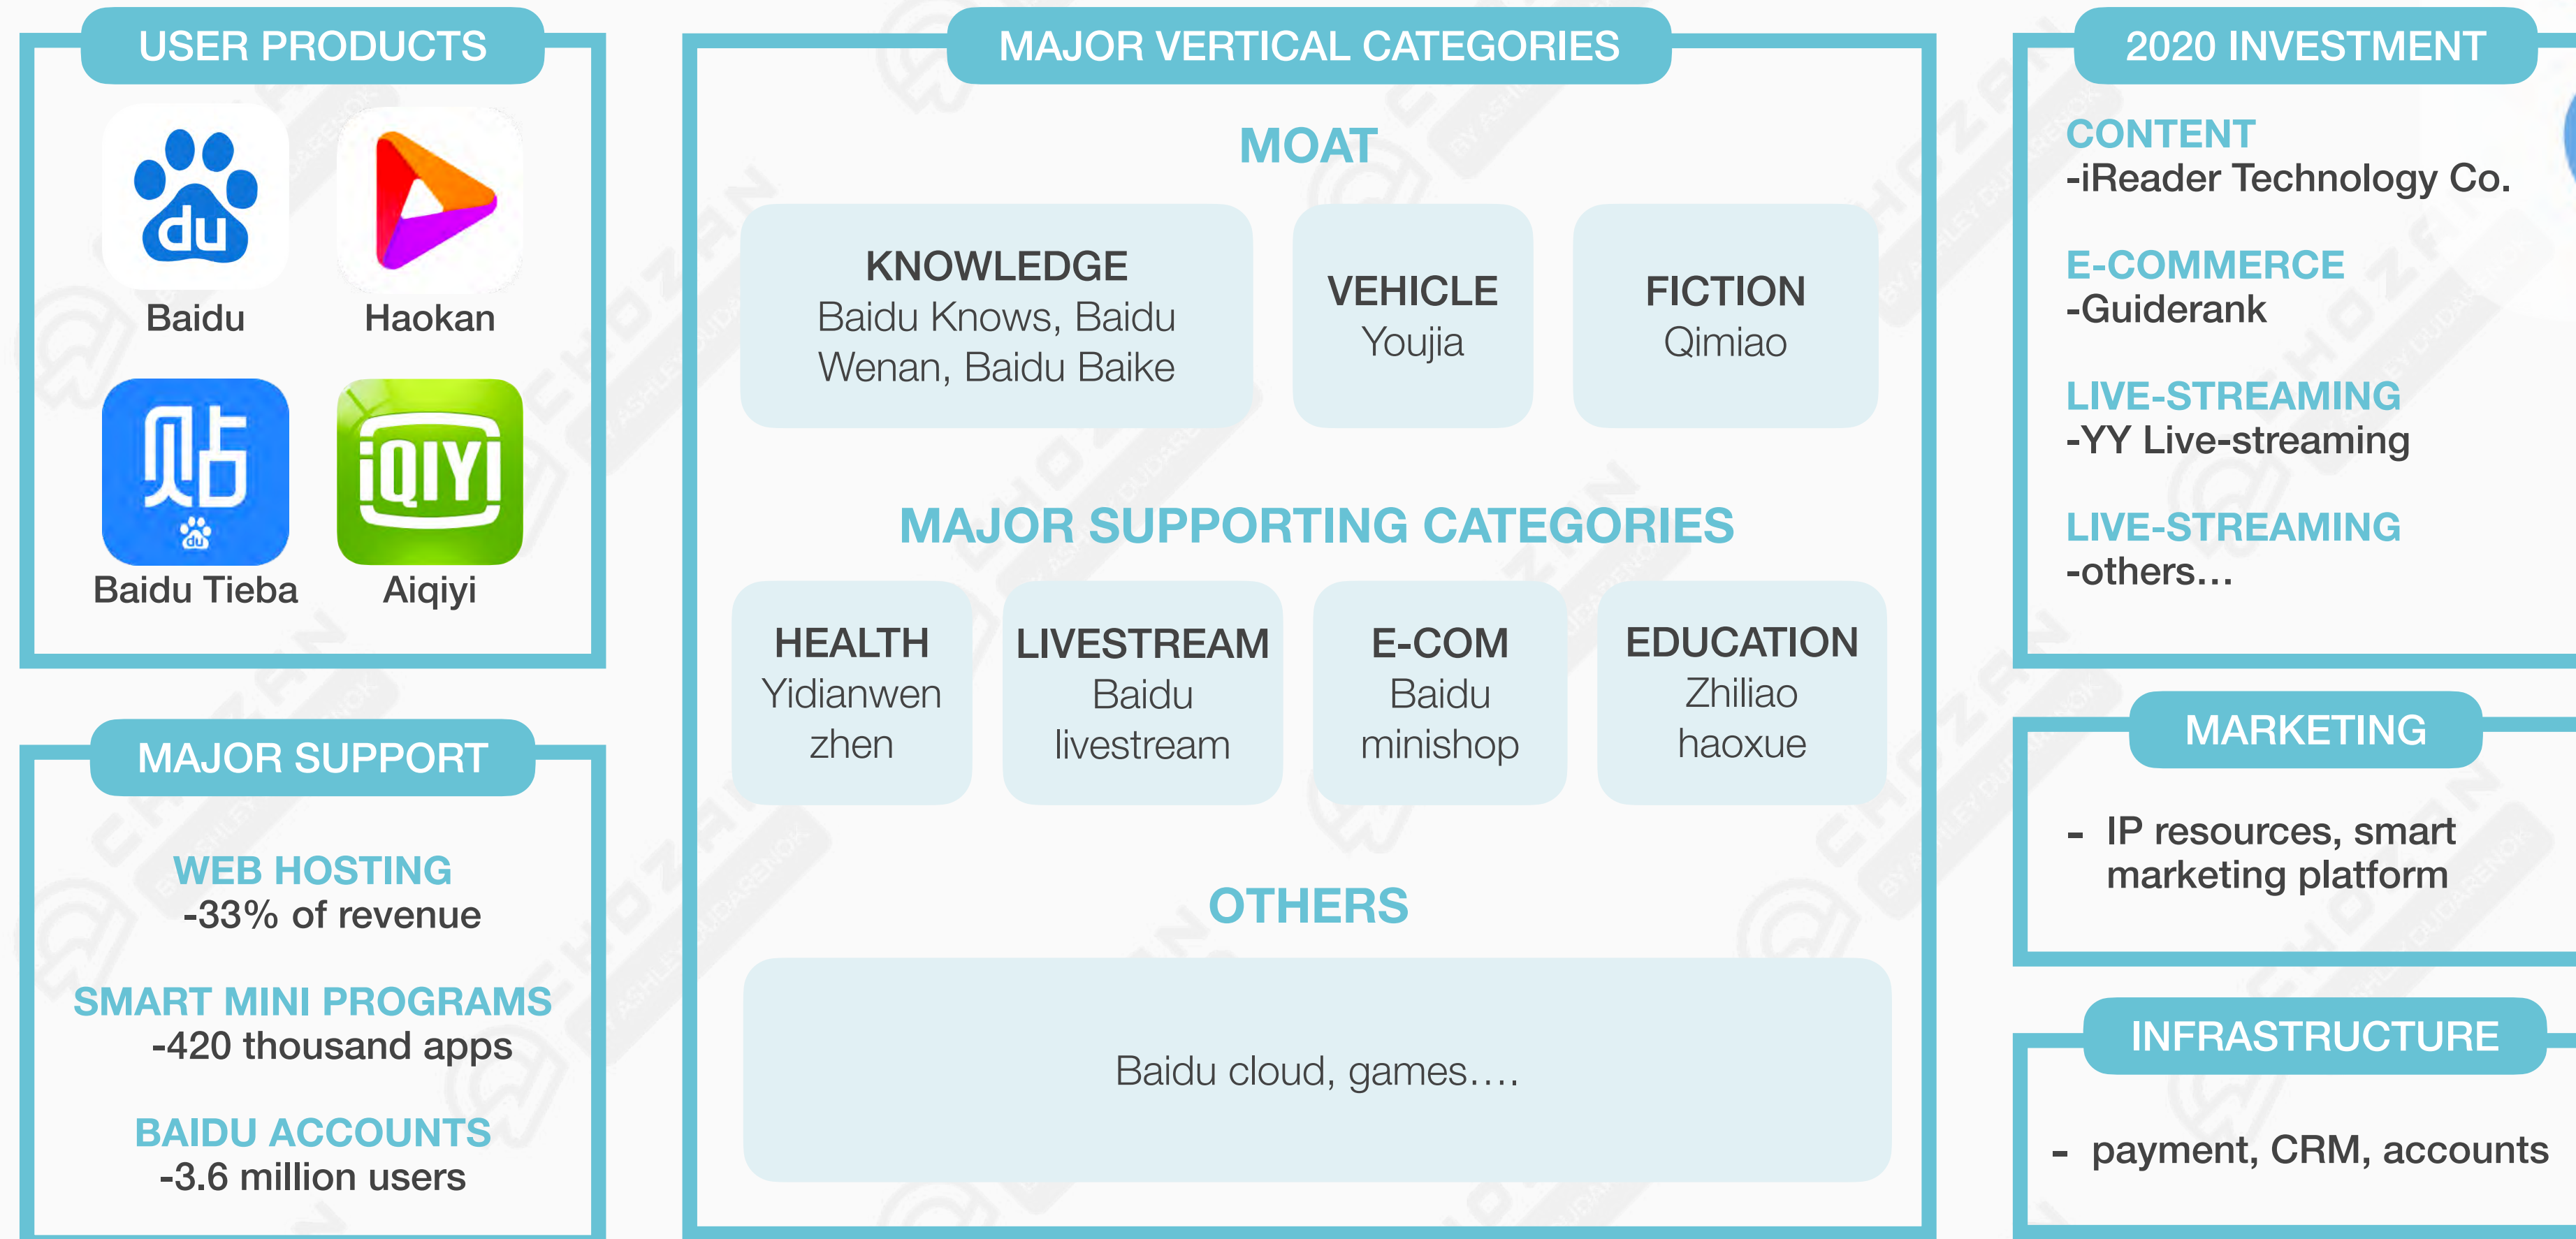 USER PRODUCTS
du
Baidu
Haokan
贴
du
iQIYI
Baidu Tieba
Aiqiyi
MAJOR SUPPORT
WEB HOSTING
-33% of revenue
SMART MINI PROGRAMS
-420 thousand apps
BAIDU ACCOUNTS
-3.6 million users
MAJOR VERTICAL CATEGORIES
MOAT
KNOWLEDGE
Baidu Knows, Baidu
Wenan, Baidu Baike
VEHICLE
Youjia
FICTION
Qimiao
MAJOR SUPPORTING CATEGORIES
HEALTH
Yidianwen
zhen
LIVESTREAM
Baidu
livestream
E-COM
Baidu
minishop
EDUCATION
Zhiliao
haoxue
OTHERS
Baidu cloud, games....
2020 INVESTMENT
CONTENT
-iReader Technology Co.
E-COMMERCE
-Guiderank
LIVE-STREAMING
-YY Live-streaming
LIVE-STREAMING
-others...
MARKETING
- IP resources, smart
marketing platform
INFRASTRUCTURE
- payment, CRM, accounts
CHOZAN
BY ASHLEY DUDARENOK